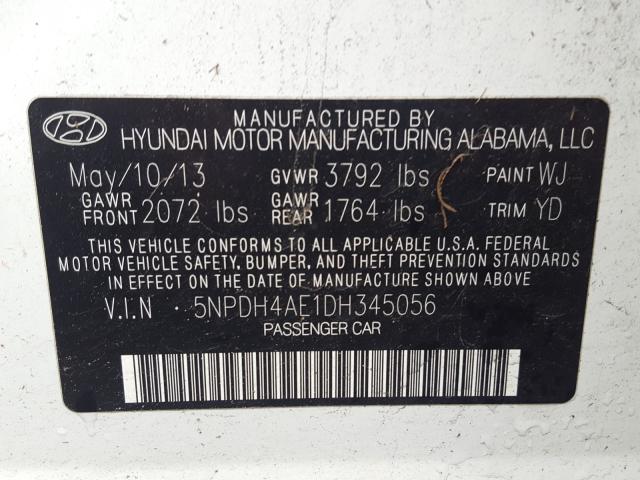 MANUFACTURED BY
HYUNDAI MOTOR MANUFACTURING ALABAMA, LLC
May/10/13 GVWR 3792 lbs PAINT WJ
GAWR FRONT 2072 lbs GAWR REAR 1764 lbs TRIM YD
THIS VEHICLE CONFORMS TO ALL APPLICABLE U.S.A. FEDERAL
MOTOR VEHICLE SAFETY, BUMPER, AND THEFT PREVENTION STANDARDS
IN EFFECT ON THE DATE OF MANUFACTURE SHOWN ABOVE.
V.I.N 5NPDH4AE1DH345056
PASSENGER CAR